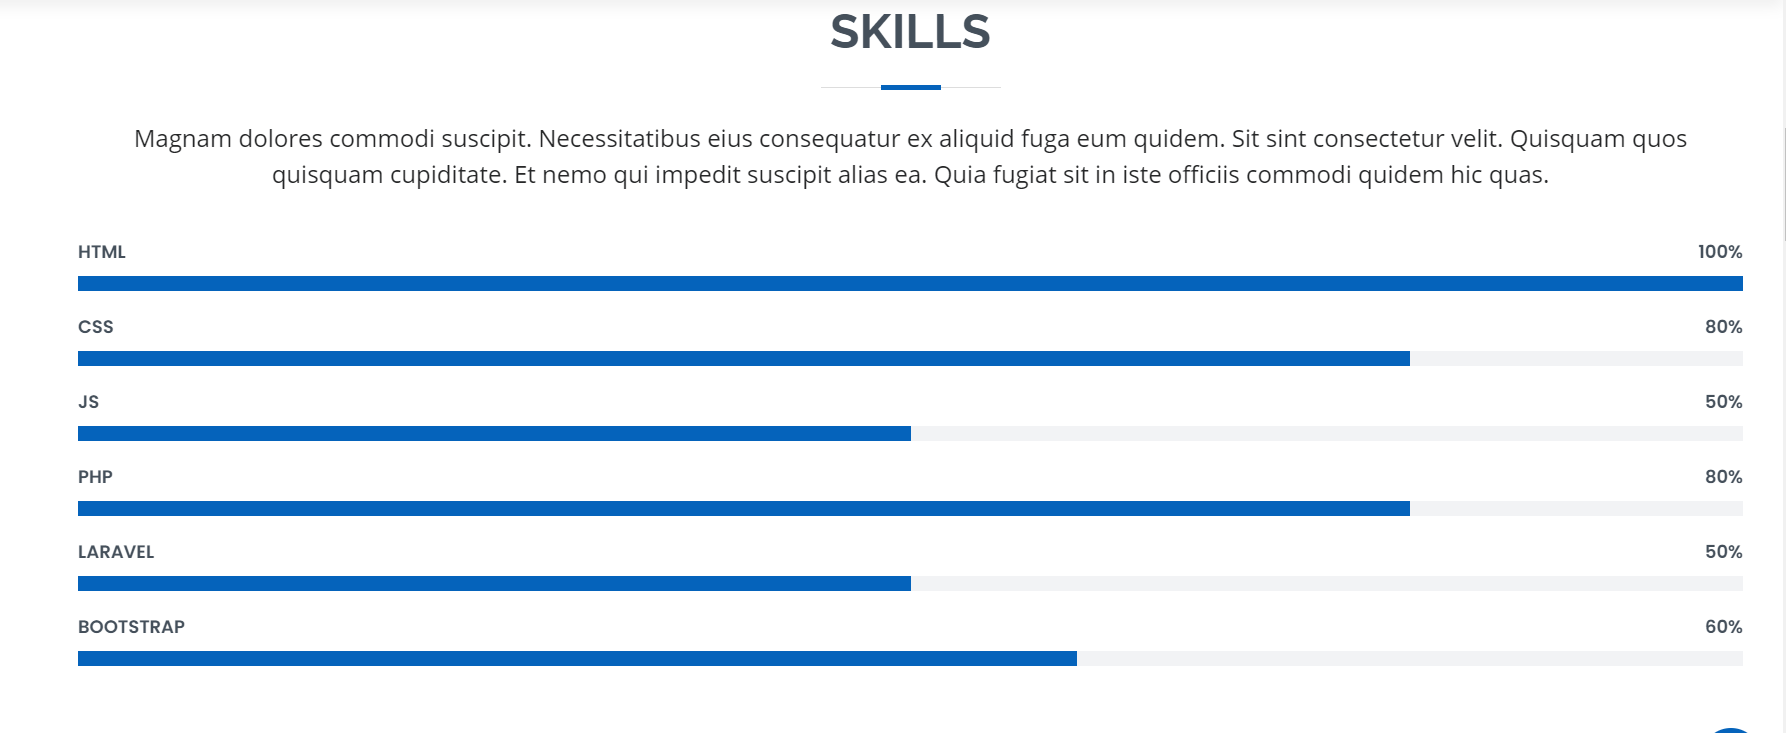 SKILLS
Magnam dolores commodi suscipit. Necessitatibus eius consequatur ex aliquid fuga eum quidem. Sit sint consectetur velit. Quisquam quos
quisquam cupiditate. Et nemo qui impedit suscipit alias ea. Quia fugiat sit in iste officiis commodi quidem hic quas.
HTML 100%
CSS 80%
JS 50%
PHP 80%
LARAVEL 50%
BOOTSTRAP 60%